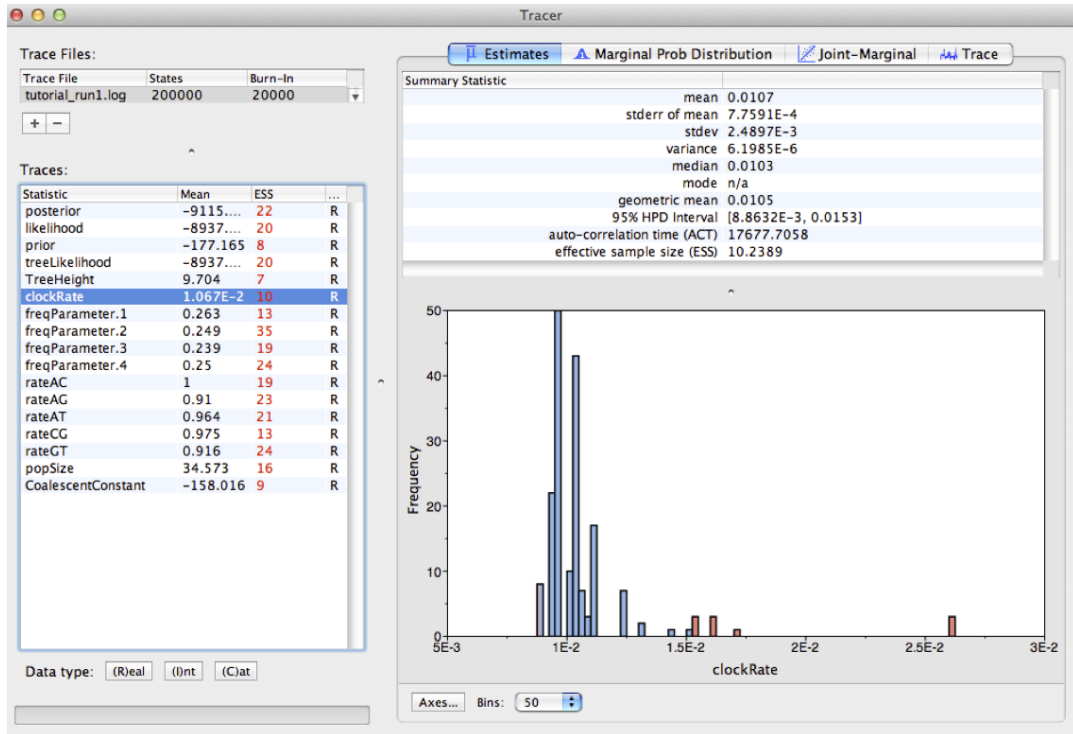 Tracer
Trace Files:
Trace File States Burn-In
tutorial_run1.log 200000 20000
+ −
Traces:
Statistic Mean ESS ...
posterior -9115.... 22 R
likelihood -8937.... 20 R
prior -177.165 8 R
treeLikelihood -8937.... 20 R
TreeHeight 9.704 7 R
clockRate 1.067E-2 10 R
freqParameter.1 0.263 13 R
freqParameter.2 0.249 35 R
freqParameter.3 0.239 19 R
freqParameter.4 0.25 24 R
rateAC 1 19 R
rateAG 0.91 23 R
rateAT 0.964 21 R
rateCG 0.975 13 R
rateGT 0.916 24 R
popSize 34.573 16 R
CoalescentConstant -158.016 9 R
Data type: (R)eal (I)nt (C)at
Estimates Marginal Prob Distribution Joint-Marginal Trace
Summary Statistic
mean 0.0107
stderr of mean 7.7591E-4
stdev 2.4897E-3
variance 6.1985E-6
median 0.0103
mode n/a
geometric mean 0.0105
95% HPD Interval [8.8632E-3, 0.0153]
auto-correlation time (ACT) 17677.7058
effective sample size (ESS) 10.2389
50
40
30
20
10
0
Frequency
5E-3 1E-2 1.5E-2 2E-2 2.5E-2 3E-2
clockRate
Axes... Bins: 50